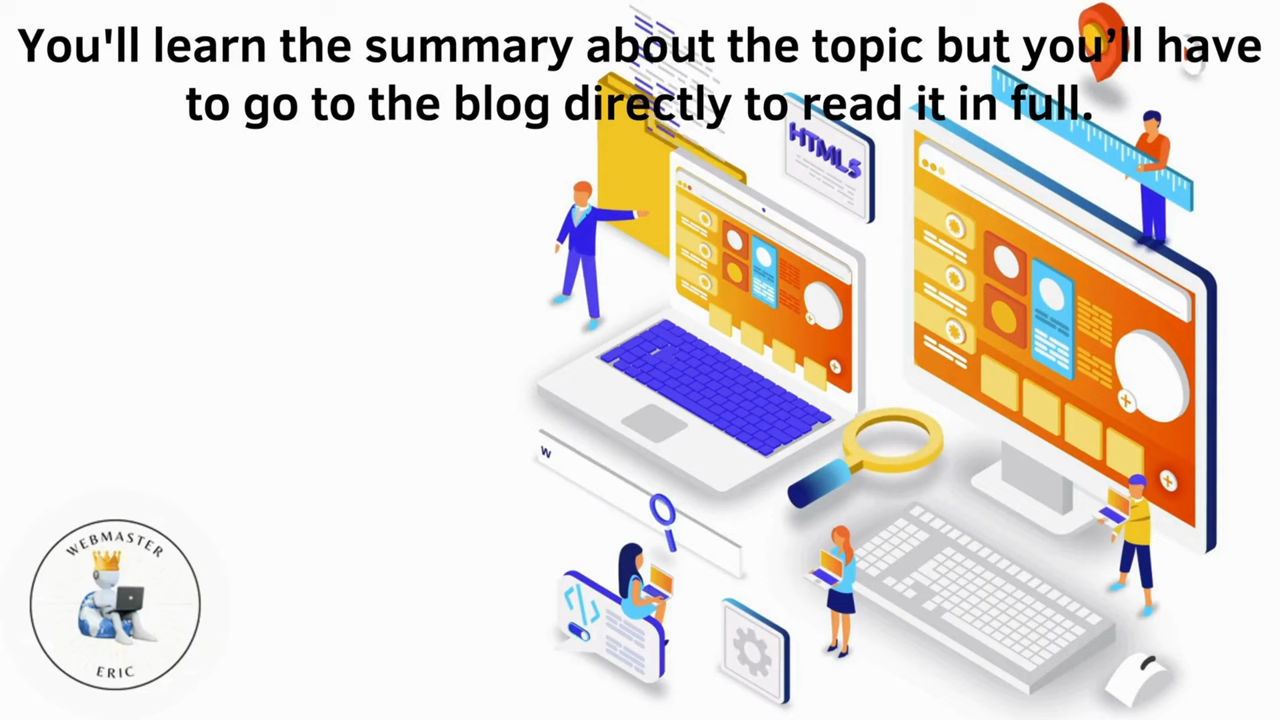 You'll learn the summary about the topic but you’ll have
to go to the blog directly to read it in full.
HTML5
W
</>
WEBMASTER
ERIC